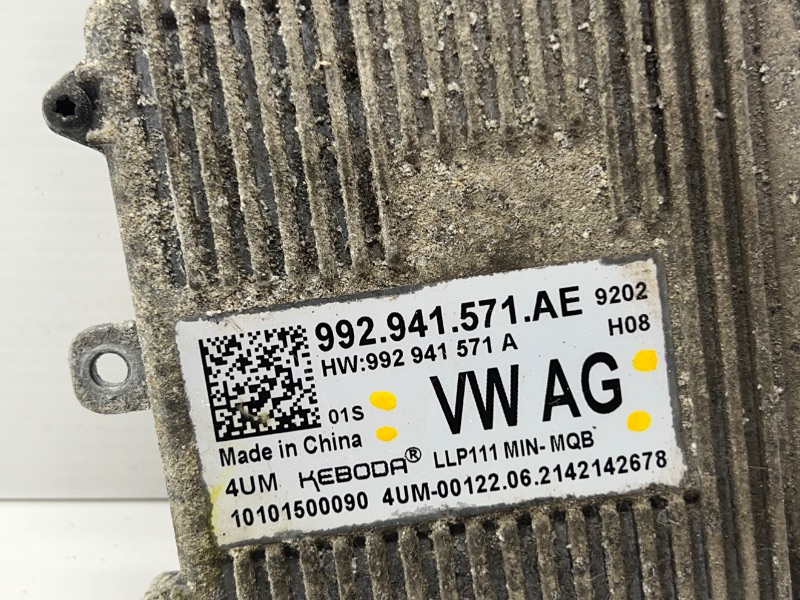 992.941.571.AE 9202
HW:992 941 571 A H08
01S VW AG
Made in China
4UM KEBODA® LLP111 MIN-MQB
10101500090 4UM-00122.06.2142142678